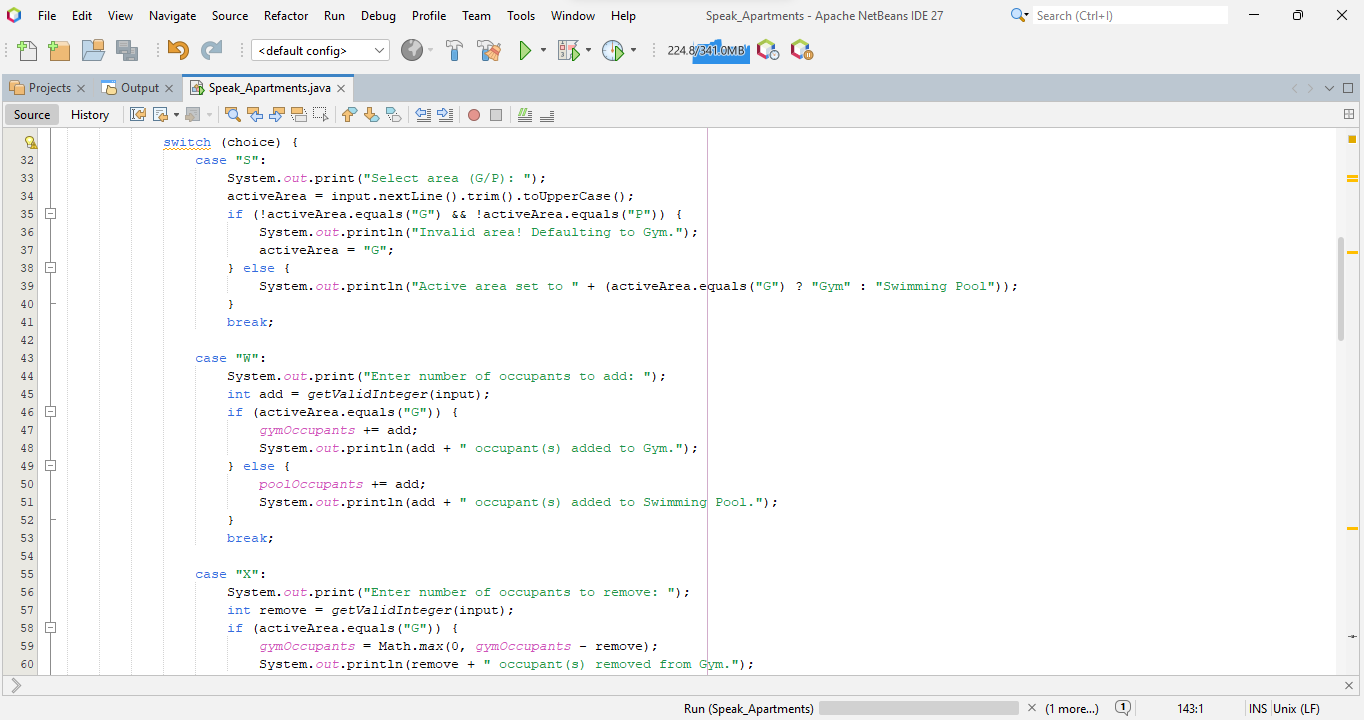 File Edit View Navigate Source Refactor Run Debug Profile Team Tools Window Help Speak_Apartments - Apache NetBeans IDE 27 Search (Ctrl+I)
<default config> 224.8/341.0MB
Projects Output Speak_Apartments.java
Source History
switch (choice) {
32 case "S":
33 System.out.print("Select area (G/P): ");
34 activeArea = input.nextLine().trim().toUpperCase();
35 if (!activeArea.equals("G") && !activeArea.equals("P")) {
36 System.out.println("Invalid area! Defaulting to Gym.");
37 activeArea = "G";
38 } else {
39 System.out.println("Active area set to " + (activeArea.equals("G") ? "Gym" : "Swimming Pool"));
40 }
41 break;
42
43 case "W":
44 System.out.print("Enter number of occupants to add: ");
45 int add = getValidInteger(input);
46 if (activeArea.equals("G")) {
47 gymOccupants += add;
48 System.out.println(add + " occupant(s) added to Gym.");
49 } else {
50 poolOccupants += add;
51 System.out.println(add + " occupant(s) added to Swimming Pool.");
52 }
53 break;
54
55 case "X":
56 System.out.print("Enter number of occupants to remove: ");
57 int remove = getValidInteger(input);
58 if (activeArea.equals("G")) {
59 gymOccupants = Math.max(0, gymOccupants - remove);
60 System.out.println(remove + " occupant(s) removed from Gym.");
Run (Speak_Apartments) (1 more...) 1 143:1 INS Unix (LF)